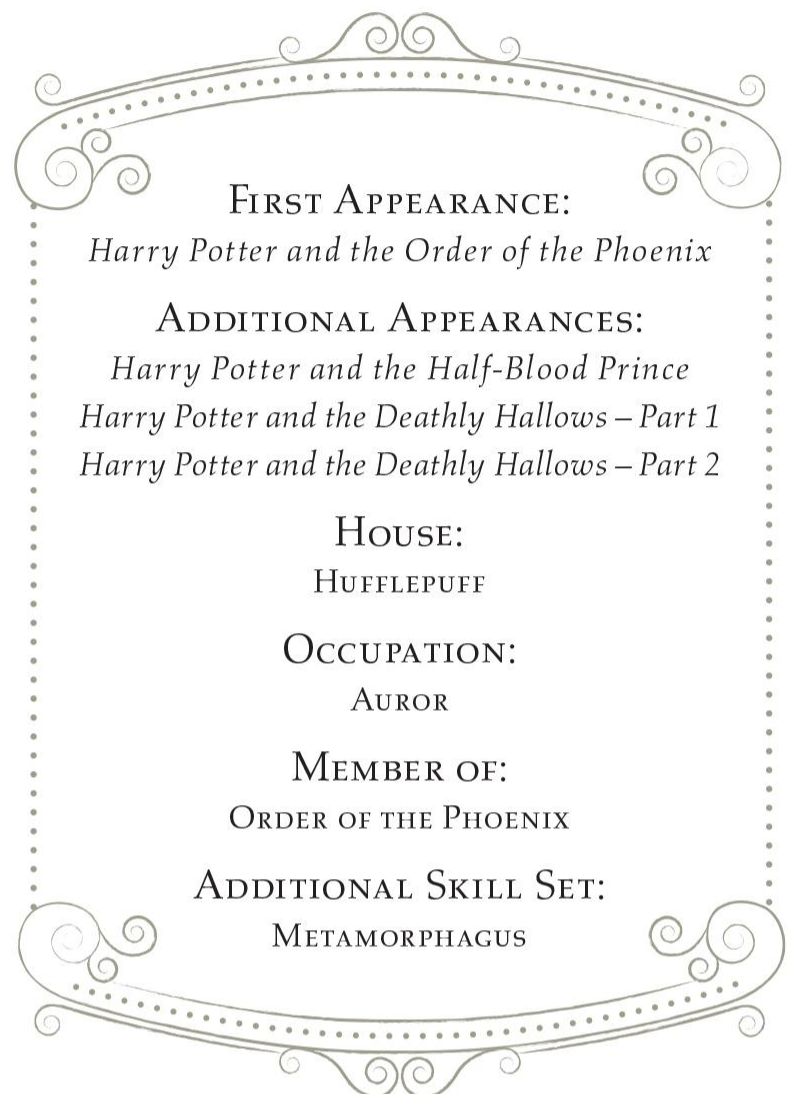 First Appearance:
Harry Potter and the Order of the Phoenix
Additional Appearances:
Harry Potter and the Half-Blood Prince
Harry Potter and the Deathly Hallows – Part 1
Harry Potter and the Deathly Hallows – Part 2
House:
Hufflepuff
Occupation:
Auror
Member of:
Order of the Phoenix
Additional Skill Set:
Metamorphagus